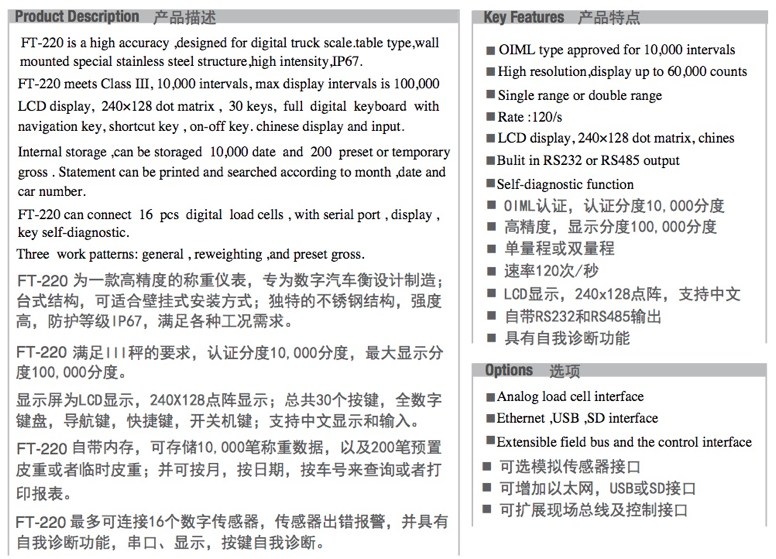 Product Description 产品描述
FT-220 is a high accuracy ,designed for digital truck scale.table type,wall
mounted special stainless steel structure,high intensity,IP67.
FT-220 meets Class III, 10,000 intervals, max display intervals is 100,000
LCD display, 240×128 dot matrix , 30 keys, full digital keyboard with
navigation key, shortcut key , on-off key. chinese display and input.
Internal storage ,can be storaged 10,000 date and 200 preset or temporary
gross . Statement can be printed and searched according to month ,date and
car number.
FT-220 can connect 16 pcs digital load cells , with serial port , display ,
key self-diagnostic.
Three work patterns: general , reweighting ,and preset gross.
FT-220 为一款高精度的称重仪表，专为数字汽车衡设计制造；
台式结构，可适合壁挂式安装方式；独特的不锈钢结构，强度
高，防护等级IP67，满足各种工况需求。
FT-220 满足III秤的要求，认证分度10,000分度，最大显示分
度100,000分度。
显示屏为LCD显示，240X128点阵显示；总共30个按键，全数字
键盘，导航键，快捷键，开关机键；支持中文显示和输入。
FT-220 自带内存，可存储10,000笔称重数据，以及200笔预置
皮重或者临时皮重；并可按月，按日期，按车号来查询或者打
印报表。
FT-220 最多可连接16个数字传感器，传感器出错报警，并具有
自我诊断功能，串口、显示，按键自我诊断。
Key Features 产品特点
■ OIML type approved for 10,000 intervals
■ High resolution,display up to 60,000 counts
■ Single range or double range
■ Rate :120/s
■ LCD display, 240×128 dot matrix, chines
■ Bulit in RS232 or RS485 output
■ Self-diagnostic function
■ OIML认证，认证分度10,000分度
■ 高精度，显示分度100,000分度
■ 单量程或双量程
■ 速率120次/秒
■ LCD显示，240x128点阵，支持中文
■ 自带RS232和RS485输出
■ 具有自我诊断功能
Options 选项
■ Analog load cell interface
■ Ethernet ,USB ,SD interface
■ Extensible field bus and the control interface
■ 可选模拟传感器接口
■ 可增加以太网，USB或SD接口
■ 可扩展现场总线及控制接口